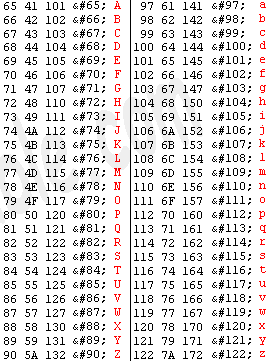 65 41 101 &#65; A 97 61 141 &#97; a
66 42 102 &#66; B 98 62 142 &#98; b
67 43 103 &#67; C 99 63 143 &#99; c
68 44 104 &#68; D 100 64 144 &#100; d
69 45 105 &#69; E 101 65 145 &#101; e
70 46 106 &#70; F 102 66 146 &#102; f
71 47 107 &#71; G 103 67 147 &#103; g
72 48 110 &#72; H 104 68 150 &#104; h
73 49 111 &#73; I 105 69 151 &#105; i
74 4A 112 &#74; J 106 6A 152 &#106; j
75 4B 113 &#75; K 107 6B 153 &#107; k
76 4C 114 &#76; L 108 6C 154 &#108; l
77 4D 115 &#77; M 109 6D 155 &#109; m
78 4E 116 &#78; N 110 6E 156 &#110; n
79 4F 117 &#79; O 111 6F 157 &#111; o
80 50 120 &#80; P 112 70 160 &#112; p
81 51 121 &#81; Q 113 71 161 &#113; q
82 52 122 &#82; R 114 72 162 &#114; r
83 53 123 &#83; S 115 73 163 &#115; s
84 54 124 &#84; T 116 74 164 &#116; t
85 55 125 &#85; U 117 75 165 &#117; u
86 56 126 &#86; V 118 76 166 &#118; v
87 57 127 &#87; W 119 77 167 &#119; w
88 58 130 &#88; X 120 78 170 &#120; x
89 59 131 &#89; Y 121 79 171 &#121; y
90 5A 132 &#90; Z 122 7A 172 &#122; z